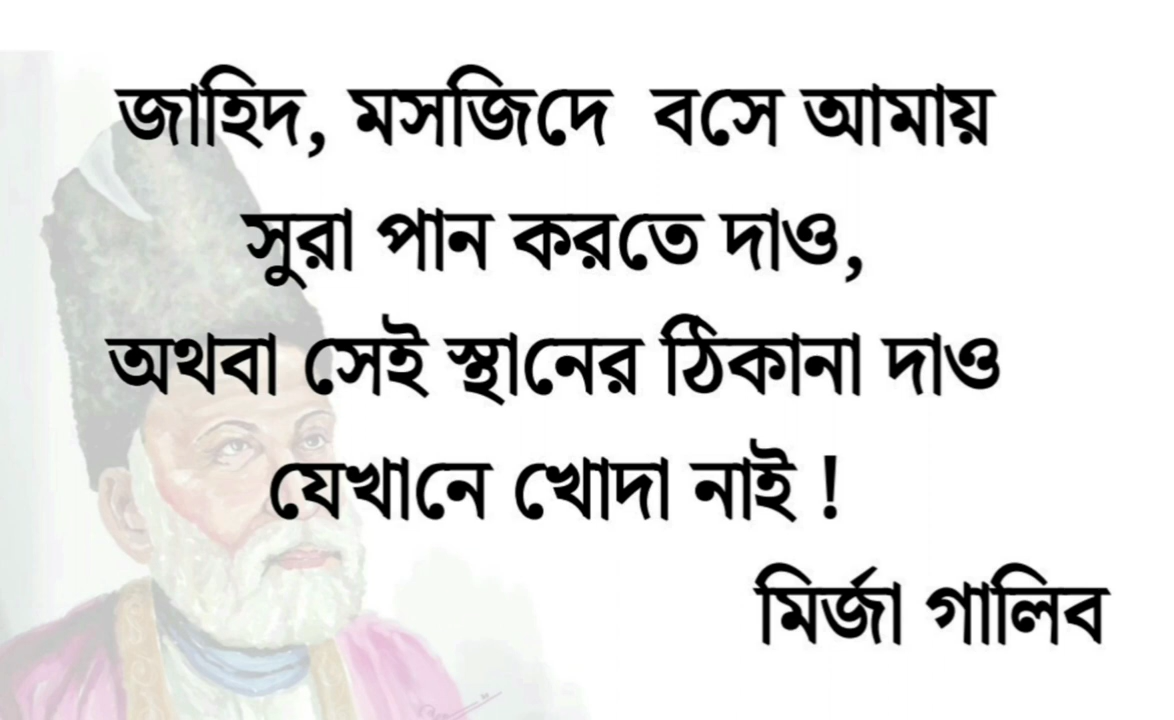 জাহিদ, মসজিদে বসে আমায়
সুরা পান করতে দাও,
অথবা সেই স্থানের ঠিকানা দাও
যেখানে খোদা নাই !
মির্জা গালিব